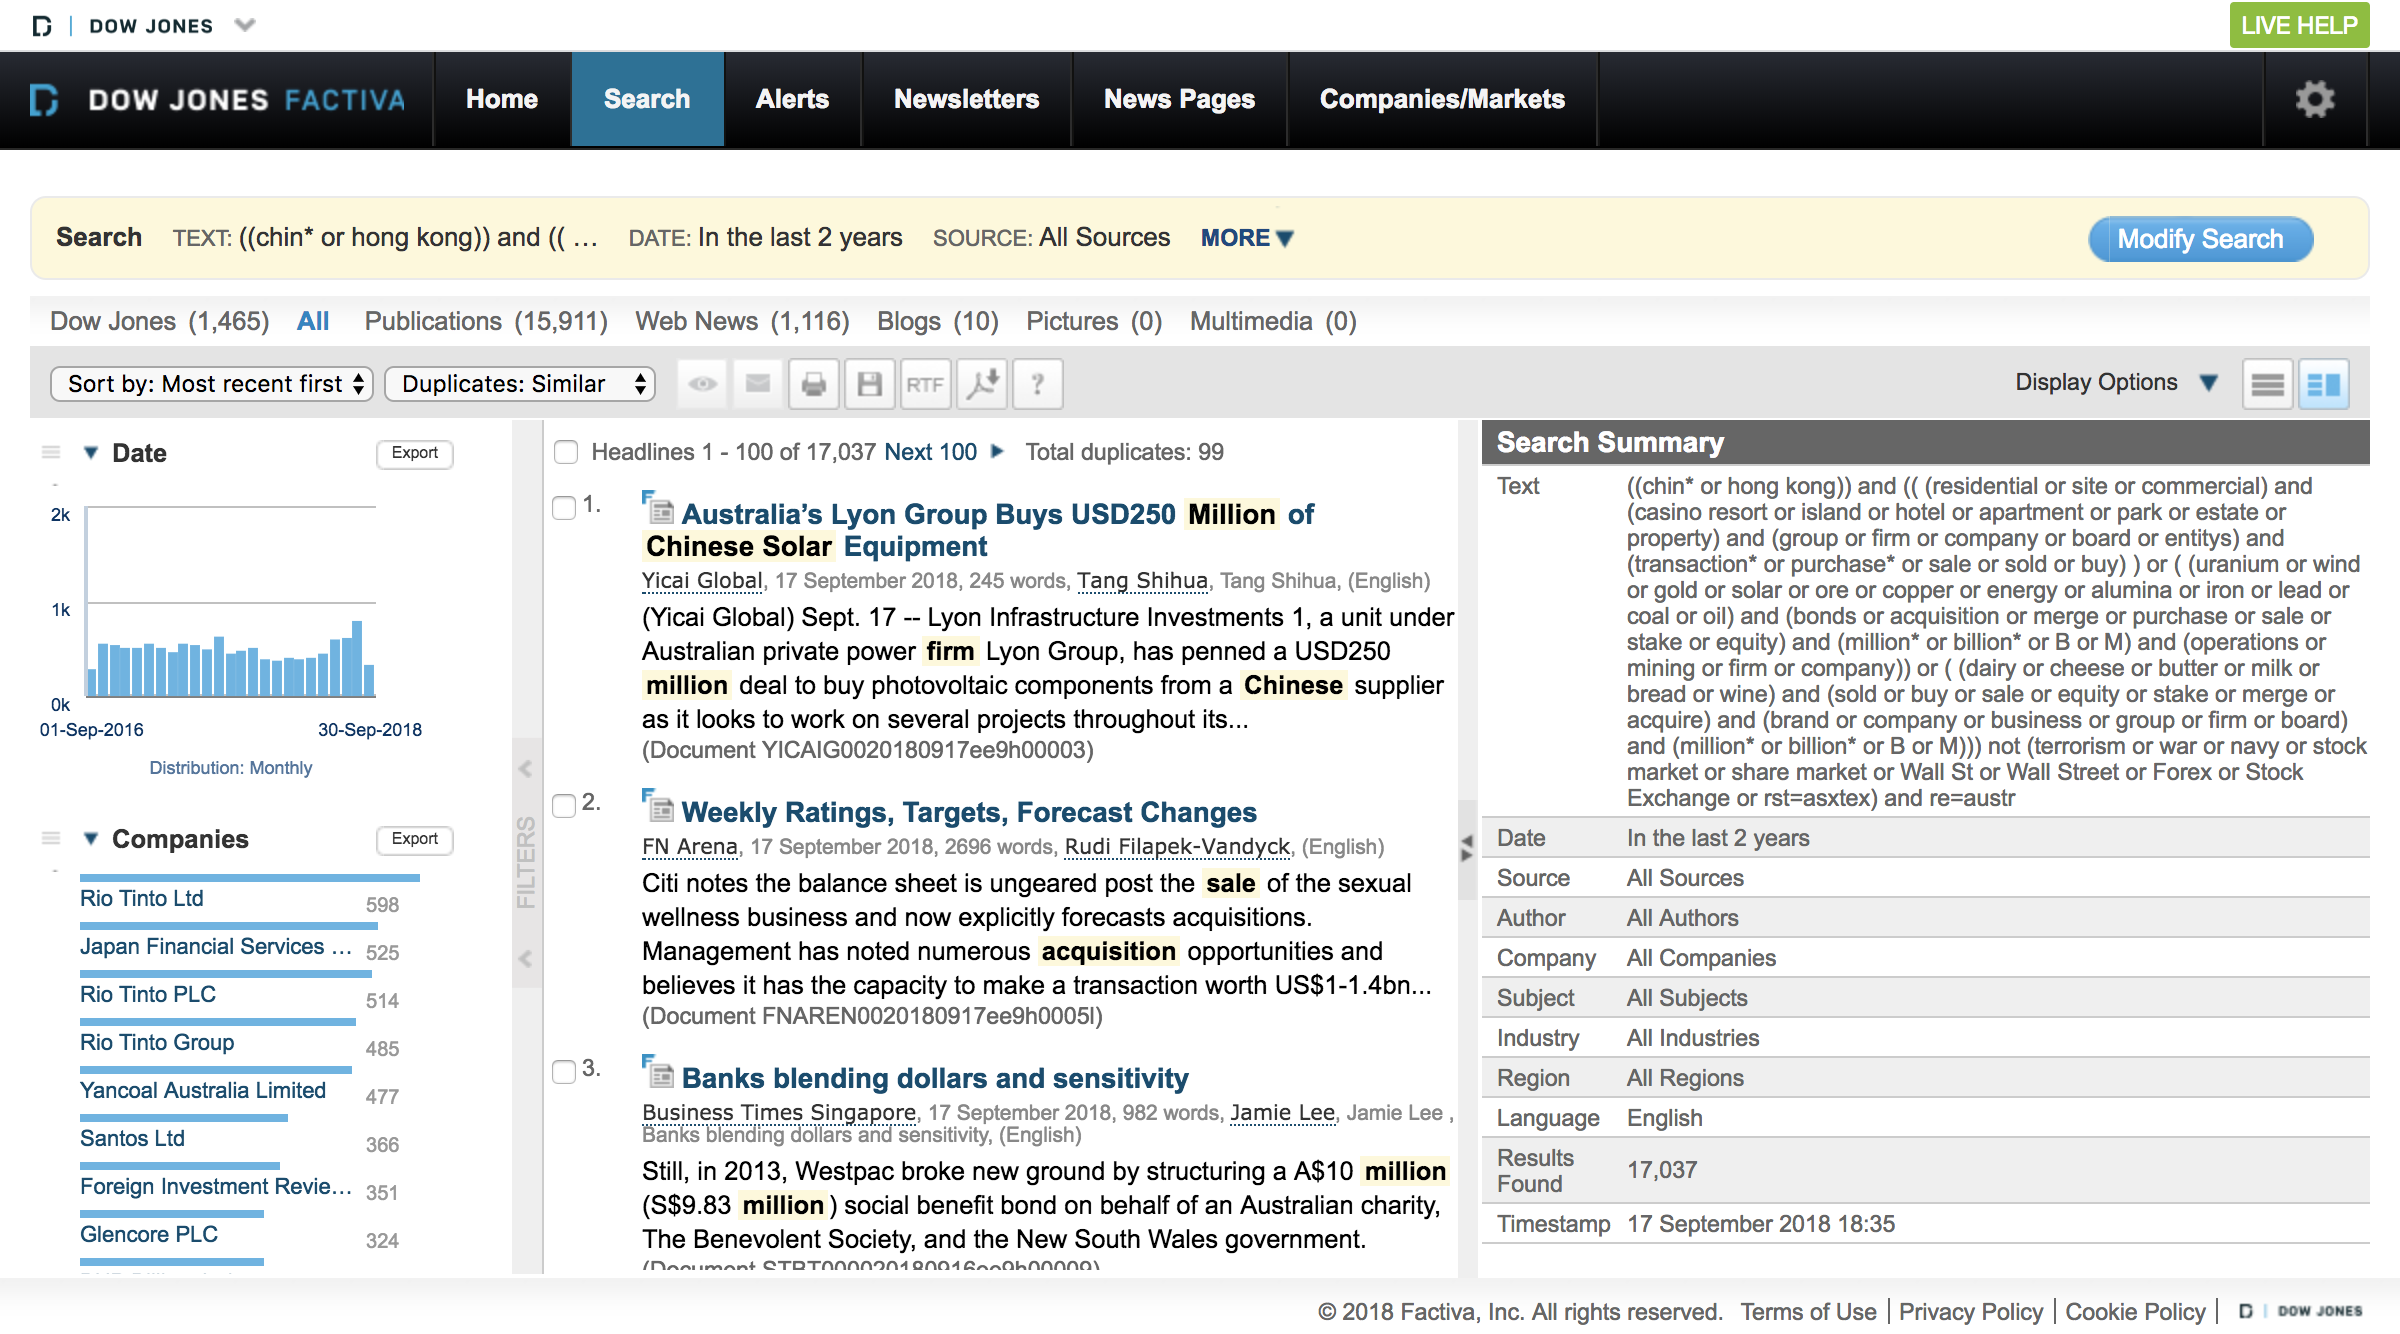 DOW JONES
LIVE HELP
DOW JONES FACTIVA
Home
Search
Alerts
Newsletters
News Pages
Companies/Markets
Search TEXT: ((chin* or hong kong)) and (( ... DATE: In the last 2 years SOURCE: All Sources MORE
Modify Search
Dow Jones (1,465) All Publications (15,911) Web News (1,116) Blogs (10) Pictures (0) Multimedia (0)
Sort by: Most recent first
Duplicates: Similar
RTF
?
Display Options
Date
Export
2k
1k
0k
01-Sep-2016
30-Sep-2018
Distribution: Monthly
Companies
Export
Rio Tinto Ltd 598
Japan Financial Services ... 525
Rio Tinto PLC 514
Rio Tinto Group 485
Yancoal Australia Limited 477
Santos Ltd 366
Foreign Investment Revie... 351
Glencore PLC 324
FILTERS
Headlines 1 - 100 of 17,037 Next 100 Total duplicates: 99
1. Australia’s Lyon Group Buys USD250 Million of
Chinese Solar Equipment
Yicai Global, 17 September 2018, 245 words, Tang Shihua, Tang Shihua, (English)
(Yicai Global) Sept. 17 -- Lyon Infrastructure Investments 1, a unit under
Australian private power firm Lyon Group, has penned a USD250
million deal to buy photovoltaic components from a Chinese supplier
as it looks to work on several projects throughout its...
(Document YICAIG0020180917ee9h00003)
2. Weekly Ratings, Targets, Forecast Changes
FN Arena, 17 September 2018, 2696 words, Rudi Filapek-Vandyck, (English)
Citi notes the balance sheet is ungeared post the sale of the sexual
wellness business and now explicitly forecasts acquisitions.
Management has noted numerous acquisition opportunities and
believes it has the capacity to make a transaction worth US$1-1.4bn...
(Document FNAREN0020180917ee9h0005l)
3. Banks blending dollars and sensitivity
Business Times Singapore, 17 September 2018, 982 words, Jamie Lee, Jamie Lee ,
Banks blending dollars and sensitivity, (English)
Still, in 2013, Westpac broke new ground by structuring a A$10 million
(S$9.83 million) social benefit bond on behalf of an Australian charity,
The Benevolent Society, and the New South Wales government.
(Document STBT000020180916ee9h00009)
Search Summary
Text
((chin* or hong kong)) and (( (residential or site or commercial) and
(casino resort or island or hotel or apartment or park or estate or
property) and (group or firm or company or board or entitys) and
(transaction* or purchase* or sale or sold or buy) ) or ( (uranium or wind
or gold or solar or ore or copper or energy or alumina or iron or lead or
coal or oil) and (bonds or acquisition or merge or purchase or sale or
stake or equity) and (million* or billion* or B or M) and (operations or
mining or firm or company)) or ( (dairy or cheese or butter or milk or
bread or wine) and (sold or buy or sale or equity or stake or merge or
acquire) and (brand or company or business or group or firm or board)
and (million* or billion* or B or M))) not (terrorism or war or navy or stock
market or share market or Wall St or Wall Street or Forex or Stock
Exchange or rst=asxtex) and re=austr
Date In the last 2 years
Source All Sources
Author All Authors
Company All Companies
Subject All Subjects
Industry All Industries
Region All Regions
Language English
Results
Found
17,037
Timestamp 17 September 2018 18:35
© 2018 Factiva, Inc. All rights reserved. Terms of Use | Privacy Policy | Cookie Policy | DOW JONES